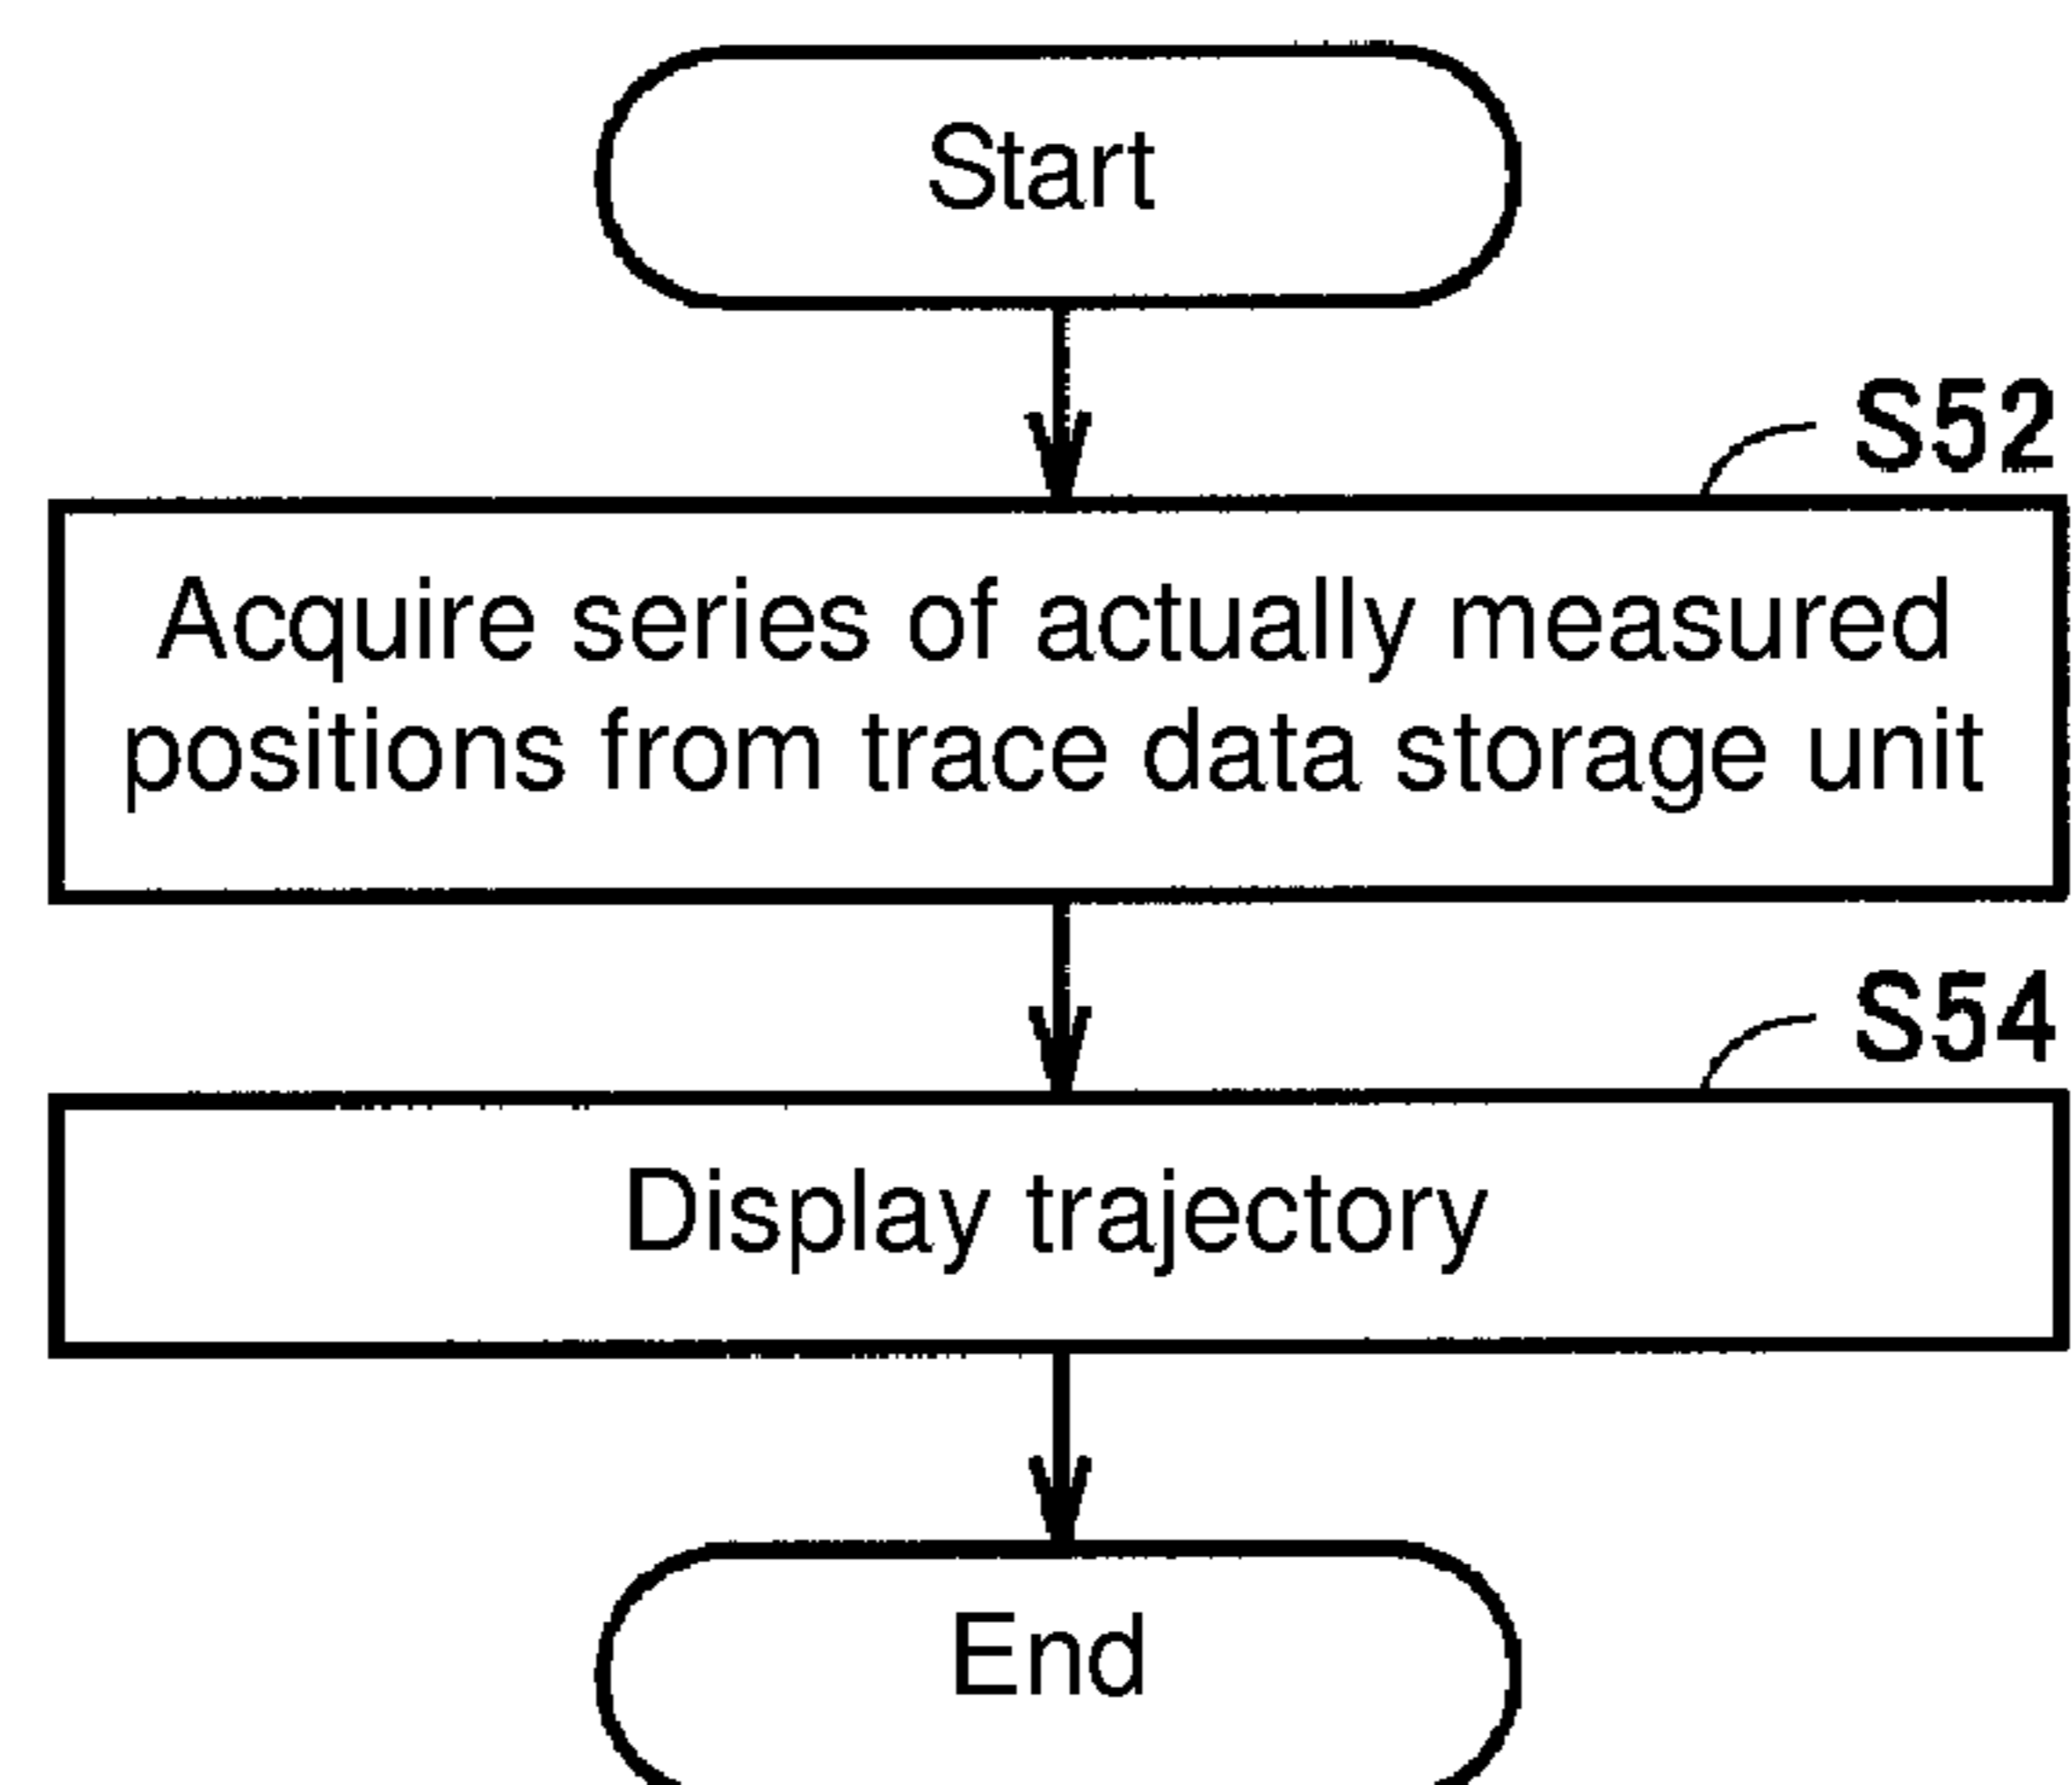 Start
S52
Acquire series of actually measured
positions from trace data storage unit
S54
Display trajectory
End